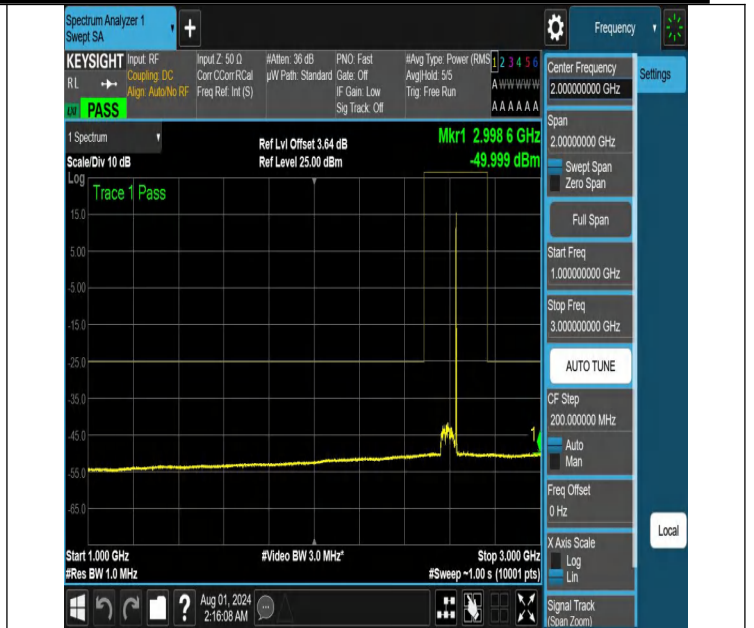 Spectrum Analyzer 1
Swept SA
Frequency
KEYSIGHT
RL
LXI
PASS
Input: RF
Coupling: DC
Align: Auto/No RF
Input Z: 50 Ω
Corr CCorr RCal
Freq Ref: Int (S)
#Atten: 36 dB
µW Path: Standard
PNO: Fast
Gate: Off
IF Gain: Low
Sig Track: Off
#Avg Type: Power (RMS
Avg|Hold: 5/5
Trig: Free Run
1 2 3 4 5 6
A W W W W W
A A A A A A
Center Frequency
2.000000000 GHz
Settings
Span
2.00000000 GHz
Swept Span
Zero Span
Full Span
Start Freq
1.000000000 GHz
Stop Freq
3.000000000 GHz
AUTO TUNE
CF Step
200.000000 MHz
Auto
Man
Freq Offset
0 Hz
X Axis Scale
Log
Lin
Local
Signal Track
(Span Zoom)
1 Spectrum
Scale/Div 10 dB
Ref Lvl Offset 3.64 dB
Ref Level 25.00 dBm
Mkr1 2.998 6 GHz
-49.999 dBm
Log
Trace 1 Pass
15.0
5.00
-5.00
-15.0
-25.0
-35.0
-45.0
-55.0
-65.0
1
Start 1.000 GHz
#Res BW 1.0 MHz
#Video BW 3.0 MHz*
Stop 3.000 GHz
#Sweep ~1.00 s (10001 pts)
?
Aug 01, 2024
2:16:08 AM